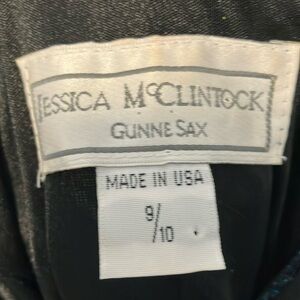 JESSICA McCLINTOCK
GUNNE SAX
MADE IN USA
9/10